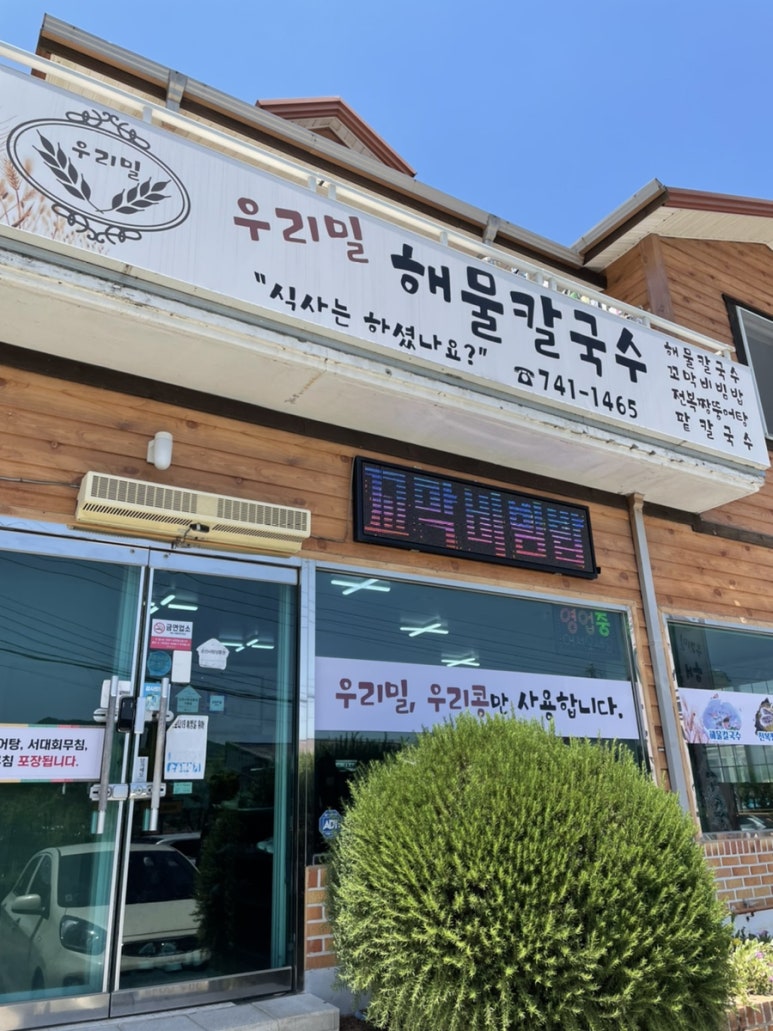 우리밀
우리밀 해물칼국수
"식사는 하셨나요?"
☎741-1465
해물칼국수
꼬막비빔밥
전복짱뚱어탕
팥칼국수
꼬막비빔밥
영업중
금연업소
우리밀, 우리콩만 사용합니다.
어탕, 서대회무침,
포장됩니다.
해물칼국수
전복